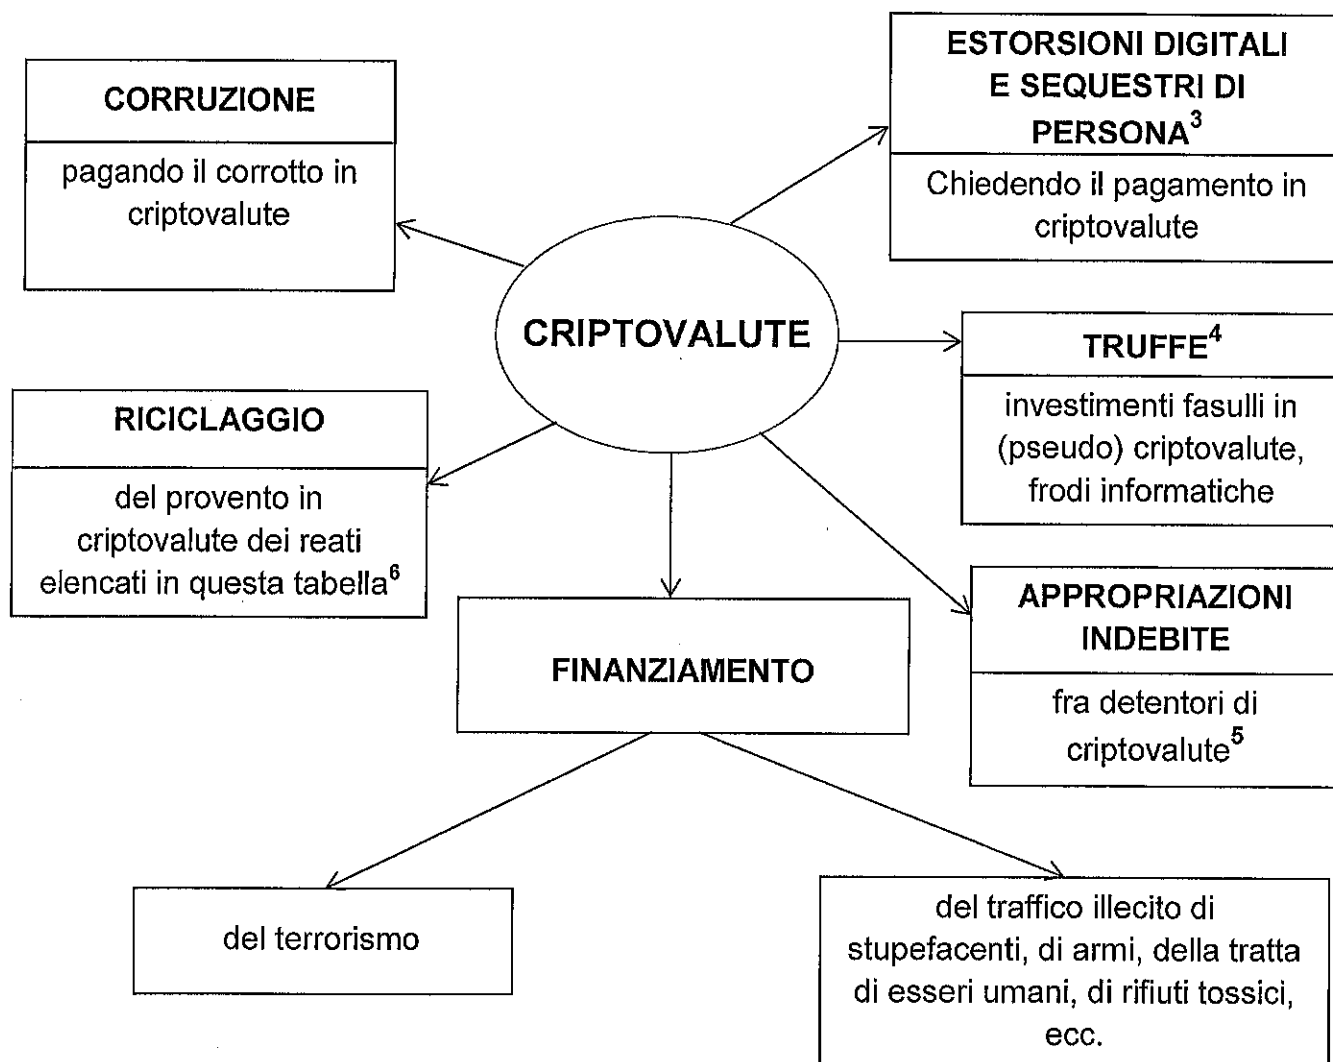 CORRUZIONE
pagando il corrotto in
criptovalute
ESTORSIONI DIGITALI
E SEQUESTRI DI
PERSONA³
Chiedendo il pagamento in
criptovalute
CRIPTOVALUTE
TRUFFE⁴
investimenti fasulli in
(pseudo) criptovalute,
frodi informatiche
RICICLAGGIO
del provento in
criptovalute dei reati
elencati in questa tabella⁶
FINANZIAMENTO
APPROPRIAZIONI
INDEBITE
fra detentori di
criptovalute⁵
del terrorismo
del traffico illecito di
stupefacenti, di armi, della tratta
di esseri umani, di rifiuti tossici,
ecc.